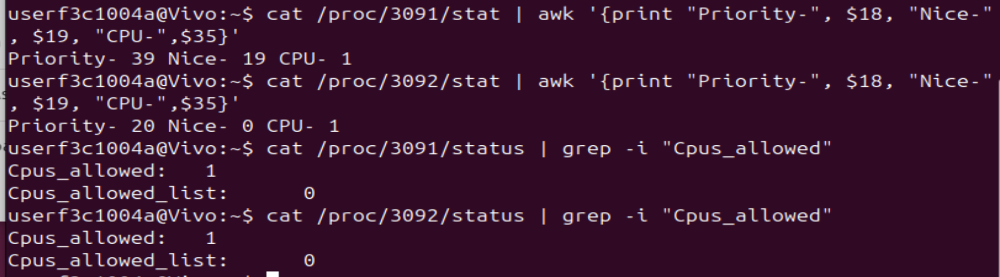 userf3c1004a@Vivo:~$ cat /proc/3091/stat | awk '{print "Priority-", $18, "Nice-"
, $19, "CPU-",$35}'
Priority- 39 Nice- 19 CPU- 1
userf3c1004a@Vivo:~$ cat /proc/3092/stat | awk '{print "Priority-", $18, "Nice-"
, $19, "CPU-",$35}'
Priority- 20 Nice- 0 CPU- 1
userf3c1004a@Vivo:~$ cat /proc/3091/status | grep -i "Cpus_allowed"
Cpus_allowed:   1
Cpus_allowed_list:      0
userf3c1004a@Vivo:~$ cat /proc/3092/status | grep -i "Cpus_allowed"
Cpus_allowed:   1
Cpus_allowed_list:      0